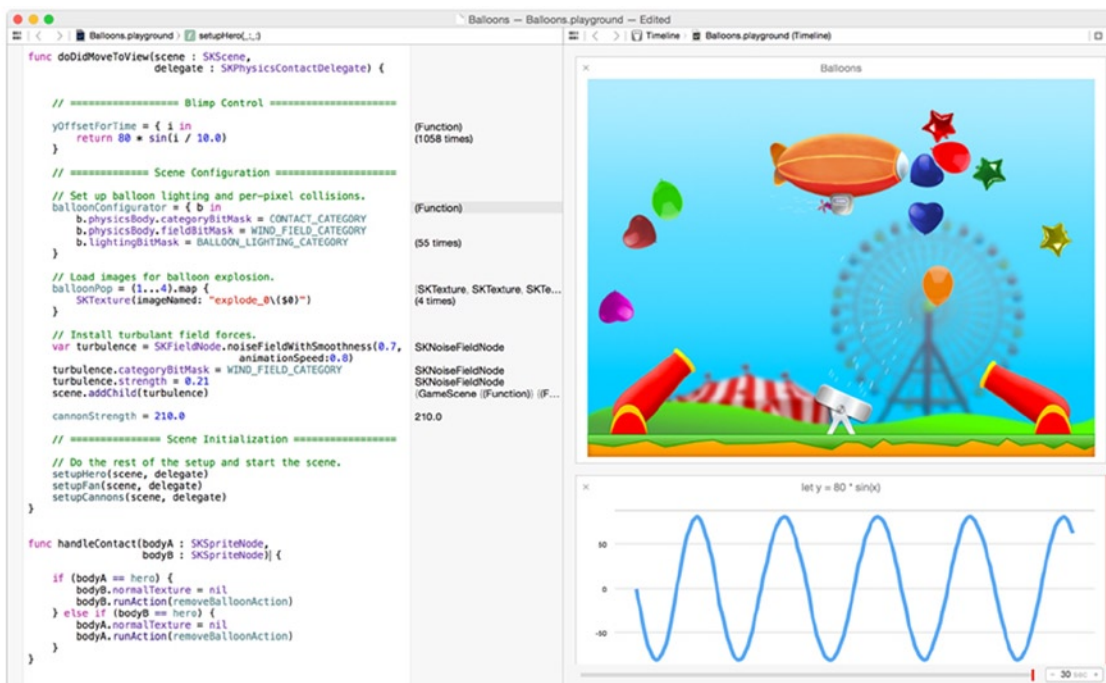 Balloons — Balloons.playground — Edited
Balloons.playground › setupHero(_:_:)
Timeline › Balloons.playground (Timeline)
func doDidMoveToView(scene : SKScene,
delegate : SKPhysicsContactDelegate) {
// ================== Blimp Control =====================
yOffsetForTime = { i in
return 80 * sin(i / 10.0)
}
// ============= Scene Configuration ====================
// Set up balloon lighting and per-pixel collisions.
balloonConfigurator = { b in
b.physicsBody.categoryBitMask = CONTACT_CATEGORY
b.physicsBody.fieldBitMask = WIND_FIELD_CATEGORY
b.lightingBitMask = BALLOON_LIGHTING_CATEGORY
}
// Load images for balloon explosion.
balloonPop = (1...4).map {
SKTexture(imageNamed: "explode_0\($0)")
}
// Install turbulant field forces.
var turbulence = SKFieldNode.noiseFieldWithSmoothness(0.7,
animationSpeed:0.8)
turbulence.categoryBitMask = WIND_FIELD_CATEGORY
turbulence.strength = 0.21
scene.addChild(turbulence)
cannonStrength = 210.0
// =============== Scene Initialization =================
// Do the rest of the setup and start the scene.
setupHero(scene, delegate)
setupFan(scene, delegate)
setupCannons(scene, delegate)
}
func handleContact(bodyA : SKSpriteNode,
bodyB : SKSpriteNode) {
if (bodyA == hero) {
bodyB.normalTexture = nil
bodyB.runAction(removeBalloonAction)
} else if (bodyB == hero) {
bodyA.normalTexture = nil
bodyA.runAction(removeBalloonAction)
}
}
(Function)
(1058 times)
(Function)
(55 times)
[SKTexture, SKTexture, SKTe...
(4 times)
SKNoiseFieldNode
SKNoiseFieldNode
SKNoiseFieldNode
{GameScene {(Function)} {(F...
210.0
Balloons
let y = 80 * sin(x)
50
0
-50
- 30 sec +